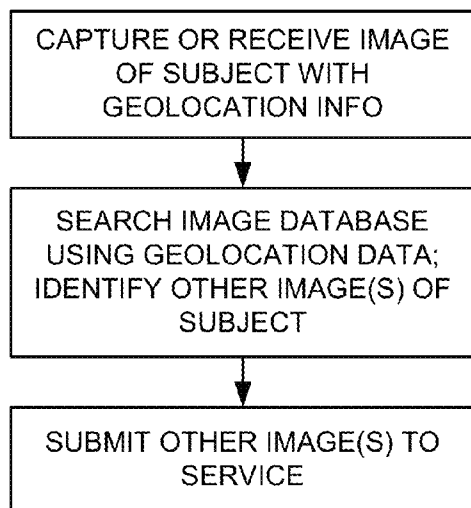 CAPTURE OR RECEIVE IMAGE
OF SUBJECT WITH
GEOLOCATION INFO
SEARCH IMAGE DATABASE
USING GEOLOCATION DATA;
IDENTIFY OTHER IMAGE(S) OF
SUBJECT
SUBMIT OTHER IMAGE(S) TO
SERVICE